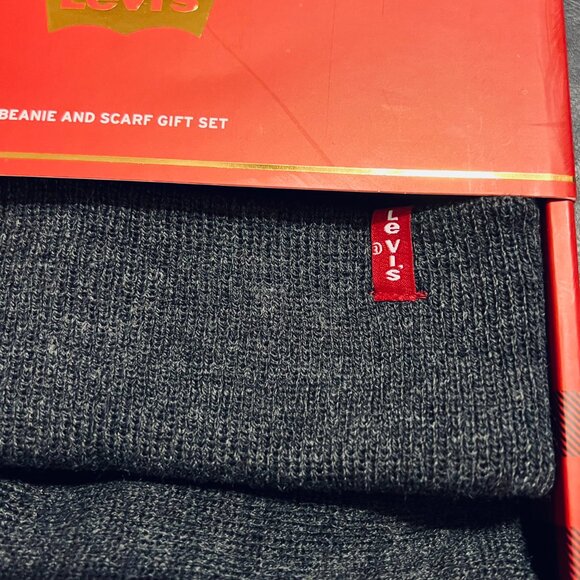 Levi's
BEANIE AND SCARF GIFT SET
Levi's
®